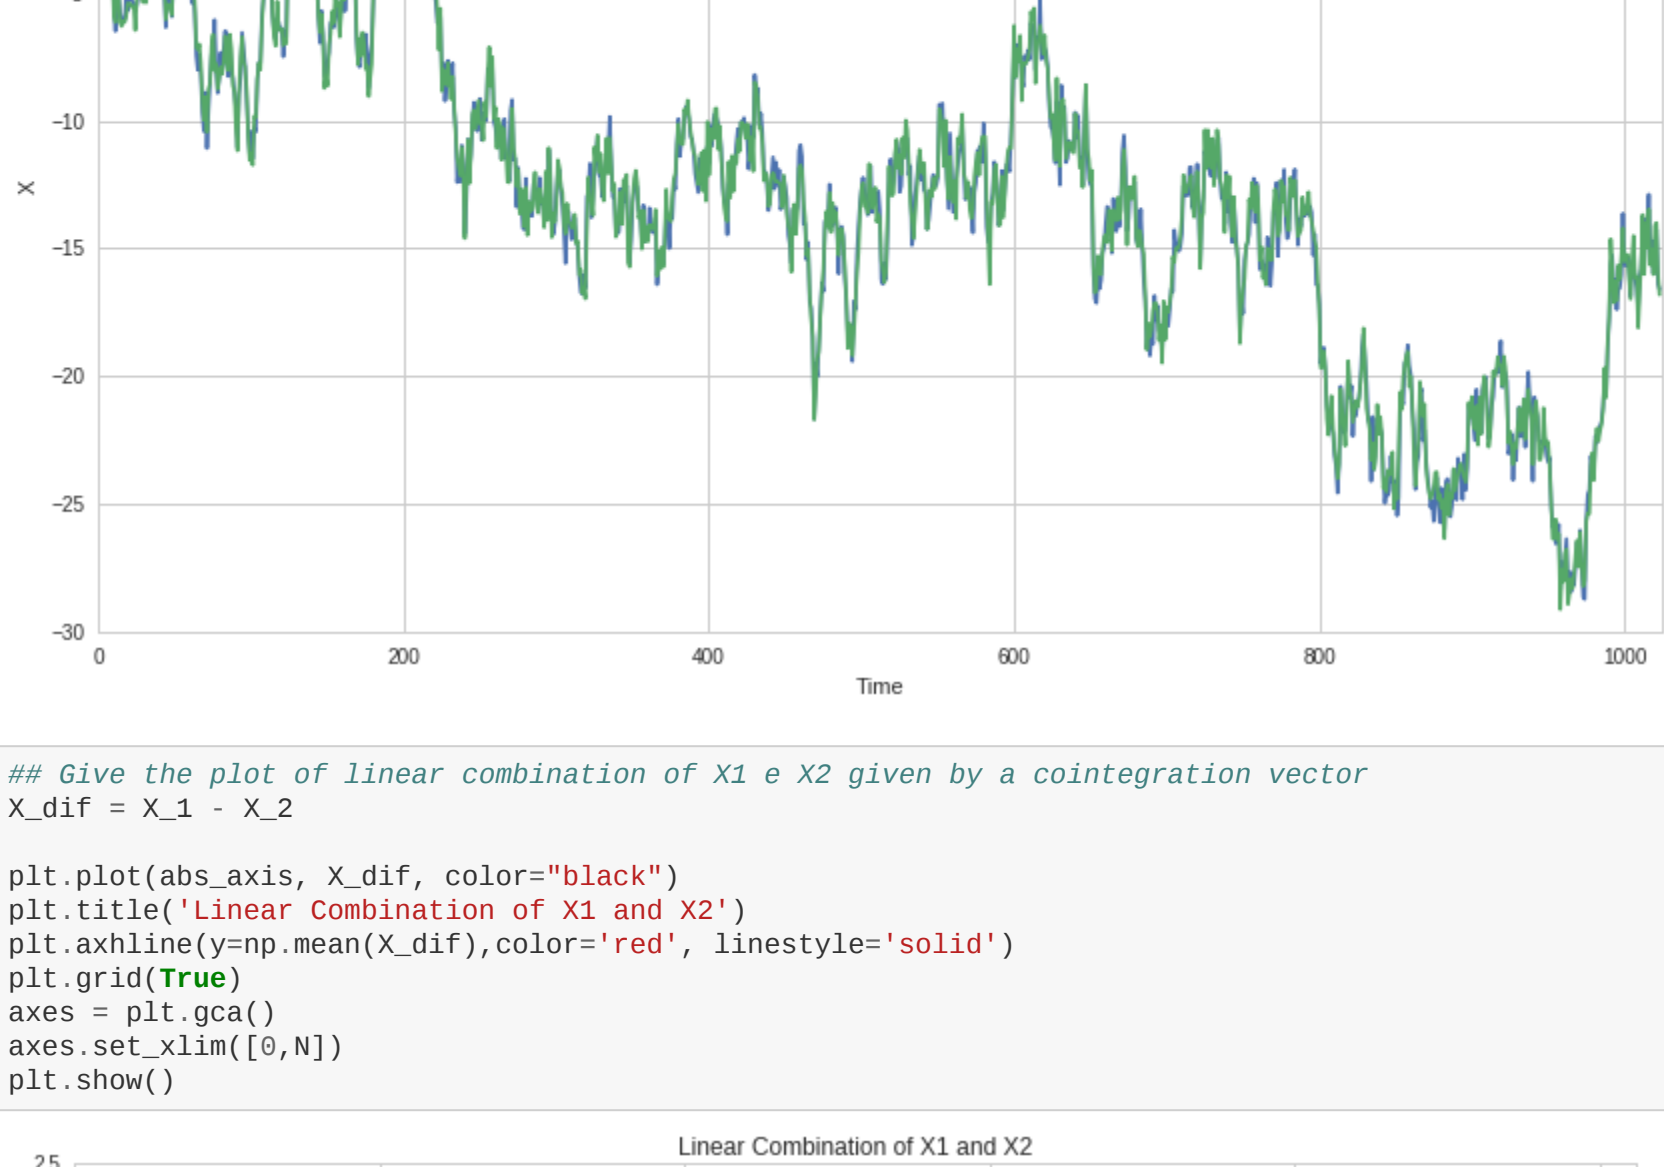 −10
X
−15
−20
−25
−30
0 200 400 600 800 1000
Time
## Give the plot of linear combination of X1 e X2 given by a cointegration vector
X_dif = X_1 - X_2
plt.plot(abs_axis, X_dif, color="black")
plt.title('Linear Combination of X1 and X2')
plt.axhline(y=np.mean(X_dif),color='red', linestyle='solid')
plt.grid(True)
axes = plt.gca()
axes.set_xlim([0,N])
plt.show()
Linear Combination of X1 and X2